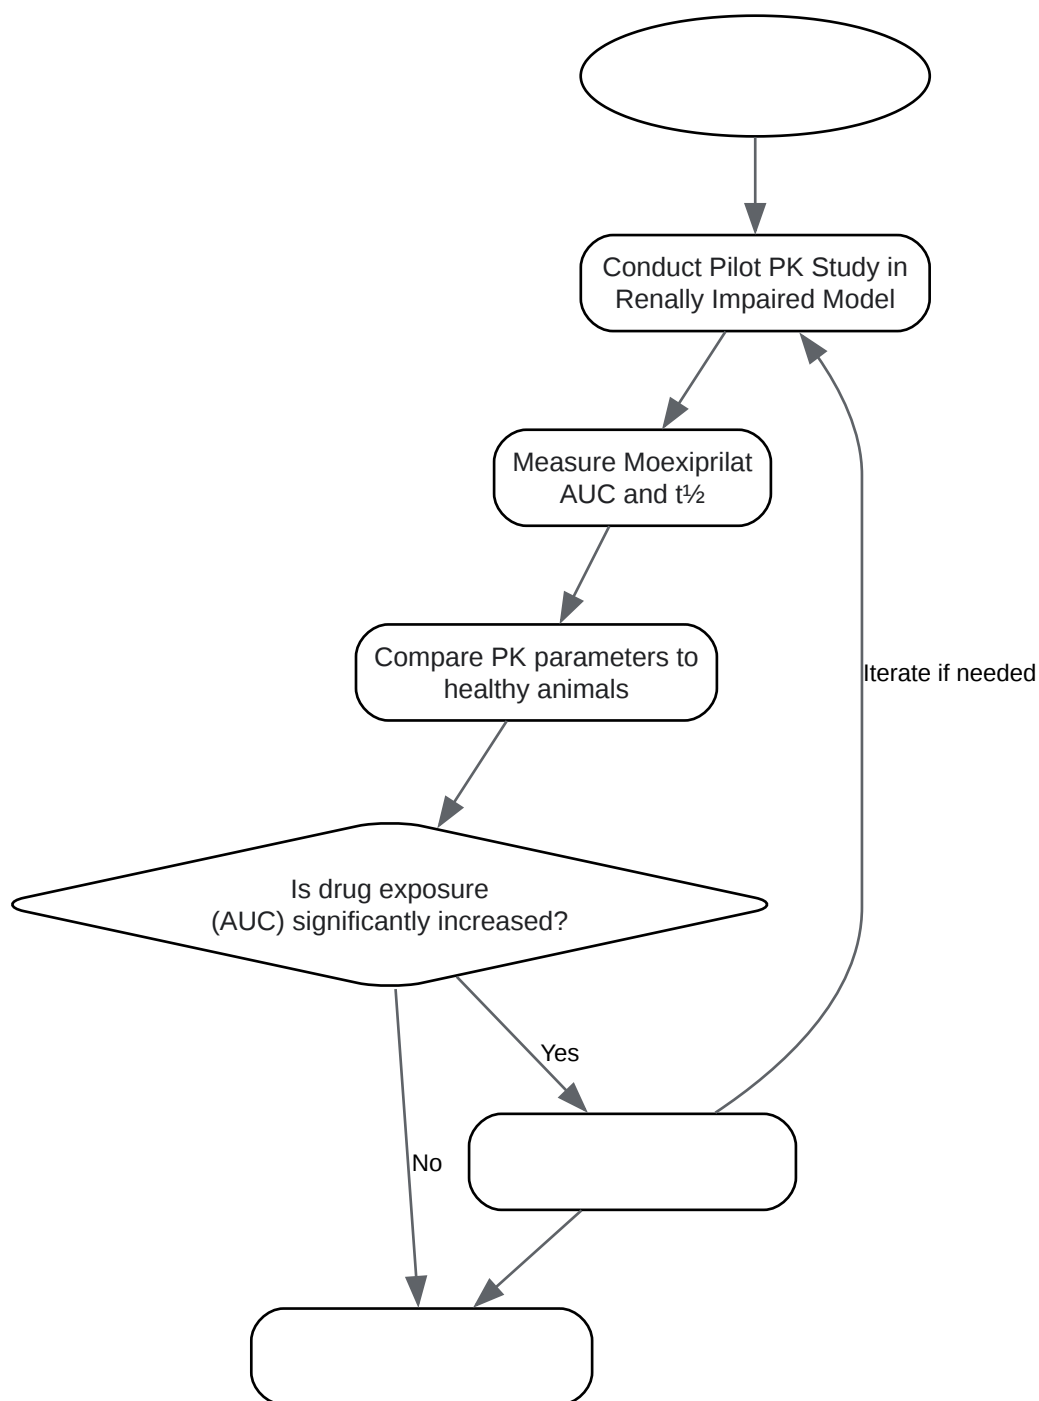 Conduct Pilot PK Study in
Renally Impaired Model
Measure Moexiprilat
AUC and t½
Compare PK parameters to
healthy animals
Iterate if needed
Is drug exposure
(AUC) significantly increased?
Yes
No